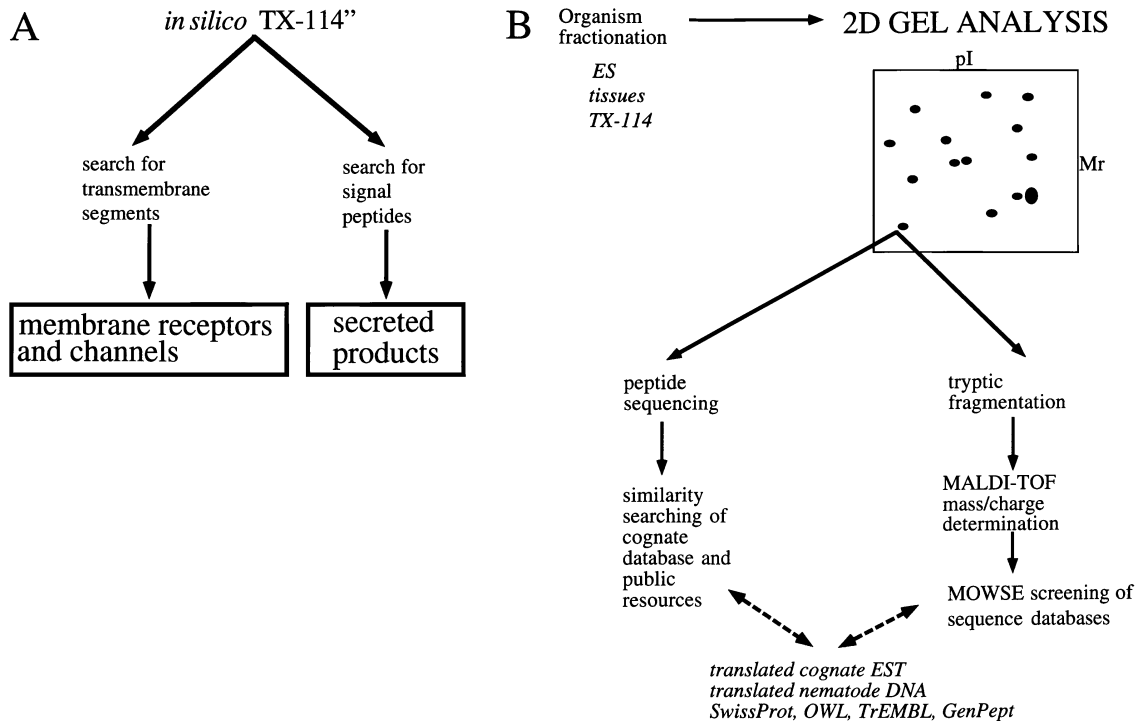 A
in silico TX-114”
search for
transmembrane
segments
search for
signal
peptides
membrane receptors
and channels
secreted
products
B
Organism
fractionation
ES
tissues
TX-114
2D GEL ANALYSIS
pI
Mr
peptide
sequencing
similarity
searching of
cognate
database and
public
resources
tryptic
fragmentation
MALDI-TOF
mass/charge
determination
MOWSE screening of
sequence databases
translated cognate EST
translated nematode DNA
SwissProt, OWL, TrEMBL, GenPept